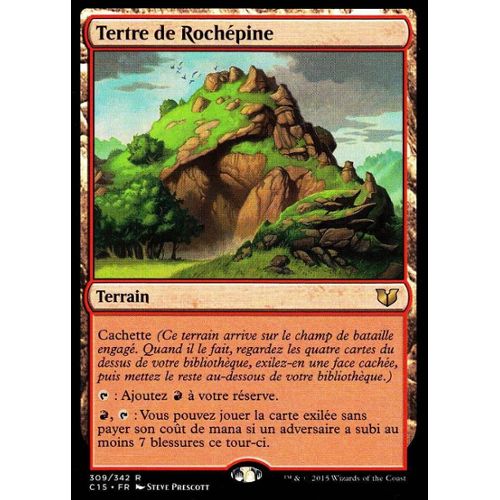 Tertre de Rochépine
Terrain
Cachette (Ce terrain arrive sur le champ de bataille
engagé. Quand il le fait, regardez les quatre cartes du
dessus de votre bibliothèque, exilez-en une face cachée,
puis mettez le reste au-dessous de votre bibliothèque.)
: Ajoutez à votre réserve.
, : Vous pouvez jouer la carte exilée sans
payer son coût de mana si un adversaire a subi au
moins 7 blessures ce tour-ci.
309/342 R
C15 • FR Steve Prescott
™ & 2015 Wizards of the Coast